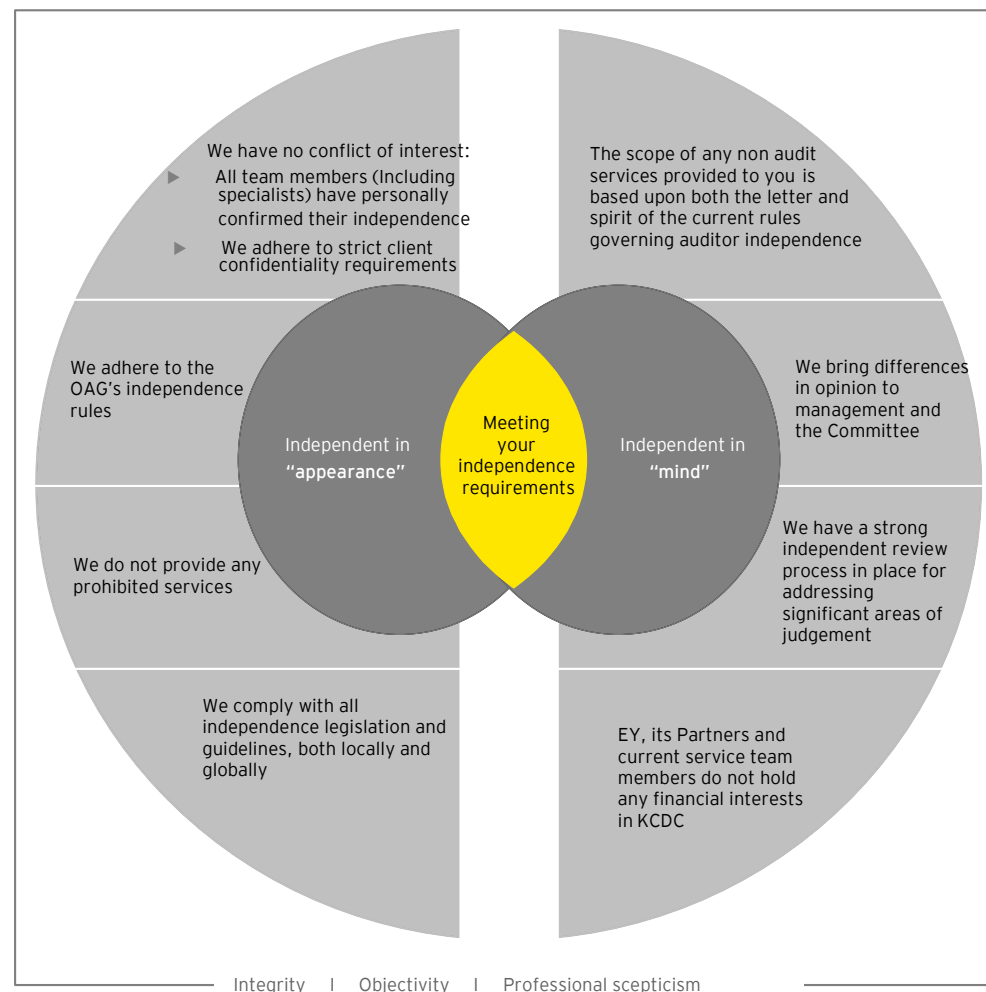 We have no conflict of interest:
► All team members (Including
specialists) have personally
confirmed their independence
► We adhere to strict client
confidentiality requirements
We adhere to the
OAG's independence
rules
We do not provide any
prohibited services
We comply with all
independence legislation and
guidelines, both locally and
globally
Independent in
“appearance”
Meeting
your
independence
requirements
Independent in
“mind”
The scope of any non audit
services provided to you is
based upon both the letter and
spirit of the current rules
governing auditor independence
We bring differences
in opinion to
management and
the Committee
We have a strong
independent review
process in place for
addressing
significant areas of
judgement
EY, its Partners and
current service team
members do not hold
any financial interests
in KCDC
Integrity I Objectivity I Professional scepticism